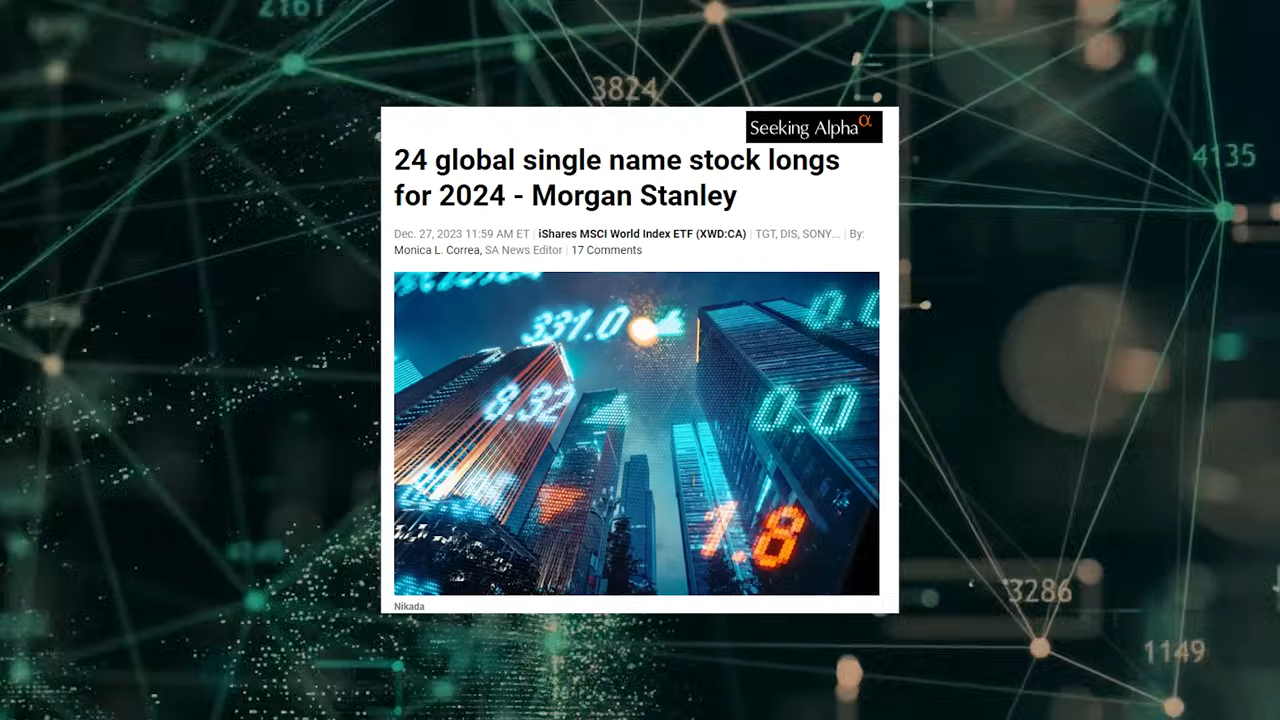 2161
3824
4135
Seeking Alphaα
24 global single name stock longs
for 2024 - Morgan Stanley
Dec. 27, 2023 11:59 AM ET | iShares MSCI World Index ETF (XWD:CA) | TGT, DIS, SONY... | By:
Monica L. Correa, SA News Editor | 17 Comments
331.0
0.0
8.32
0.0
1.8
Nikada
3286
1149